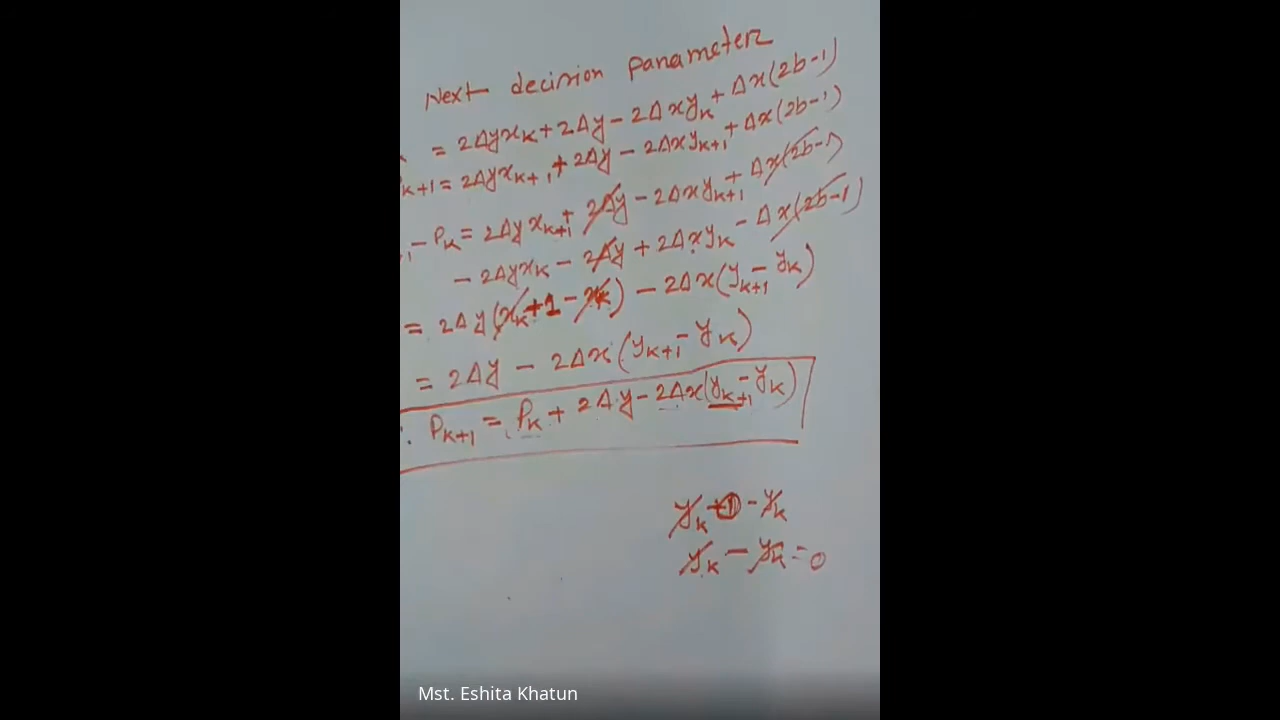 Next decision parameter
= 2Δyxₖ + 2Δy - 2Δxyₖ + Δx(2b-1)
ₖ₊₁ = 2Δyxₖ₊₁ + 2Δy - 2Δxyₖ₊₁ + Δx(2b-1)
₁ - Pₖ = 2Δyxₖ₊₁ + 2Δy - 2Δxyₖ₊₁ + Δx(2b-1)
- 2Δyxₖ - 2Δy + 2Δxyₖ - Δx(2b-1)
= 2Δy(xₖ+1-xₖ) - 2Δx(yₖ₊₁ - yₖ)
= 2Δy - 2Δx(yₖ₊₁ - yₖ)
∴ Pₖ₊₁ = Pₖ + 2Δy - 2Δx(yₖ₊₁ - yₖ)
yₖ+1 - yₖ
yₖ - yₖ = 0
Mst. Eshita Khatun